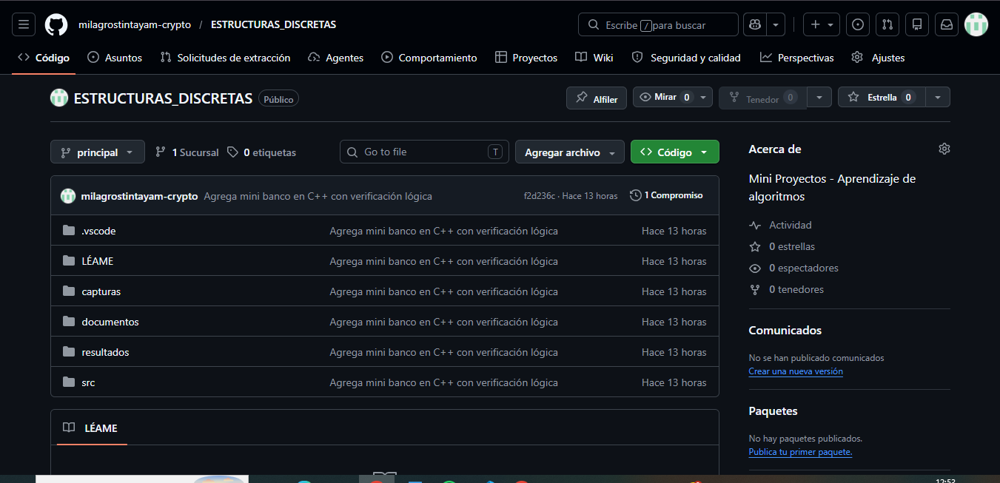 milagrostintayam-crypto / ESTRUCTURAS_DISCRETAS
Escribe / para buscar
Código Asuntos Solicitudes de extracción Agentes Comportamiento Proyectos Wiki Seguridad y calidad Perspectivas Ajustes
ESTRUCTURAS_DISCRETAS Público
Alfiler Mirar 0 Tenedor 0 Estrella 0
principal 1 Sucursal 0 etiquetas Go to file T Agregar archivo Código
milagrostintayam-crypto Agrega mini banco en C++ con verificación lógica f2d236c · Hace 13 horas 1 Compromiso
.vscode Agrega mini banco en C++ con verificación lógica Hace 13 horas
LÉAME Agrega mini banco en C++ con verificación lógica Hace 13 horas
capturas Agrega mini banco en C++ con verificación lógica Hace 13 horas
documentos Agrega mini banco en C++ con verificación lógica Hace 13 horas
resultados Agrega mini banco en C++ con verificación lógica Hace 13 horas
src Agrega mini banco en C++ con verificación lógica Hace 13 horas
LÉAME
Acerca de
Mini Proyectos - Aprendizaje de
algoritmos
Actividad
0 estrellas
0 espectadores
0 tenedores
Comunicados
No se han publicado comunicados
Crear una nueva versión
Paquetes
No hay paquetes publicados.
Publica tu primer paquete.